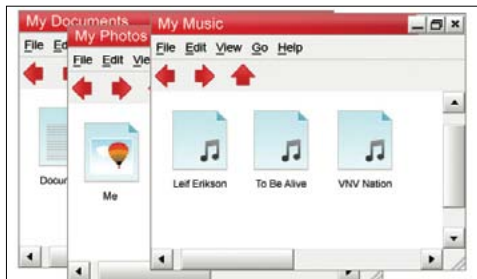 My Documents
File Ed
Docum
My Photos
File Edit Vie
Me
My Music
File Edit View Go Help
Leif Erikson
To Be Alive
VNV Nation